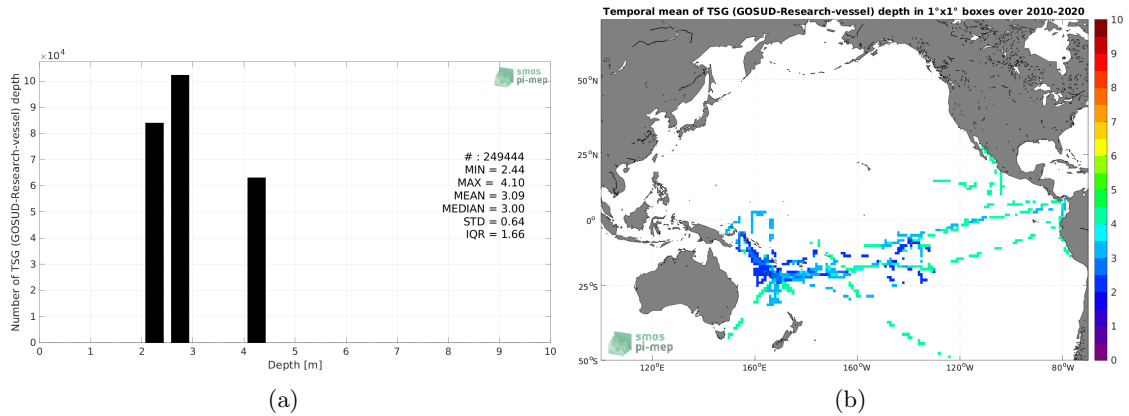 ×10⁴
10
9
8
7
6
5
4
3
2
1
0
0 1 2 3 4 5 6 7 8 9 10
Number of TSG (GOSUD-Research-vessel) depth
Depth [m]
smos
pi-mep
# : 249444
MIN = 2.44
MAX = 4.10
MEAN = 3.09
MEDIAN = 3.00
STD = 0.64
IQR = 1.66
(a)
Temporal mean of TSG (GOSUD-Research-vessel) depth in 1°x1° boxes over 2010-2020
50°N
25°N
0°
25°S
50°S
120°E 160°E 160°W 120°W 80°W
smos
pi-mep
10
9
8
7
6
5
4
3
2
1
0
(b)